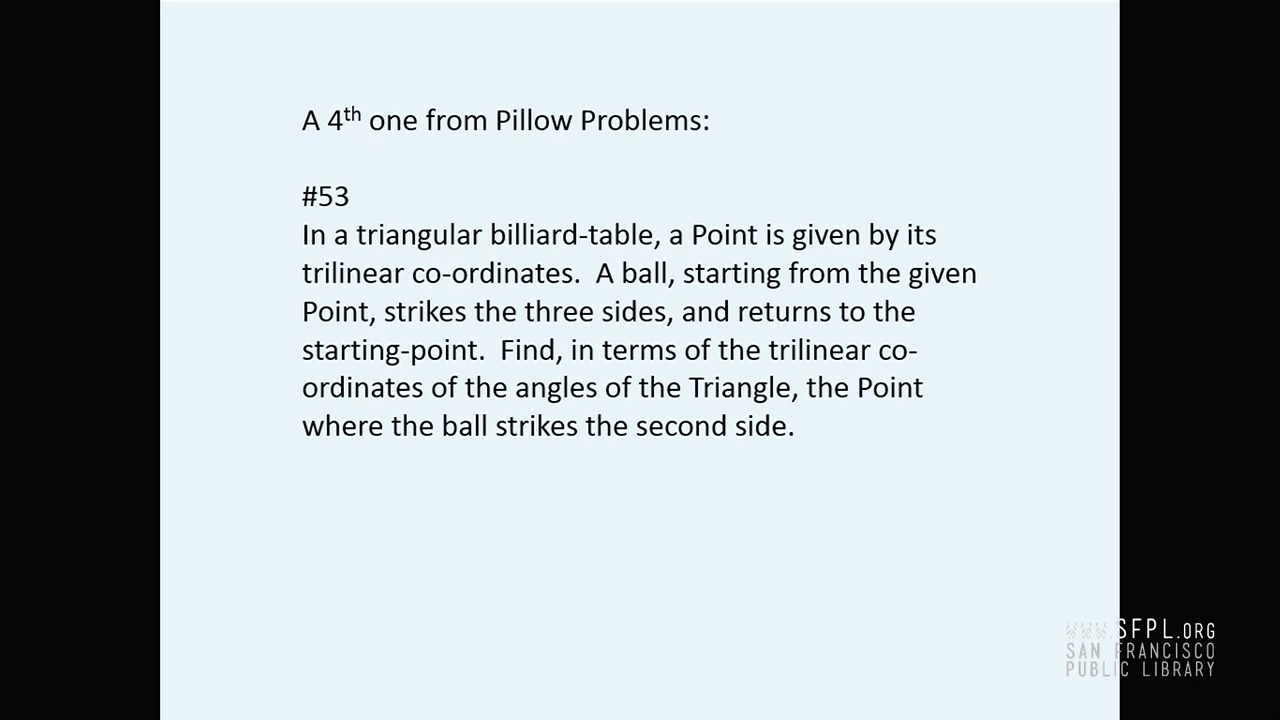 A 4th one from Pillow Problems:
#53
In a triangular billiard-table, a Point is given by its
trilinear co-ordinates.  A ball, starting from the given
Point, strikes the three sides, and returns to the
starting-point.  Find, in terms of the trilinear co-
ordinates of the angles of the Triangle, the Point
where the ball strikes the second side.
WWW.SFPL.ORG
SAN FRANCISCO
PUBLIC LIBRARY